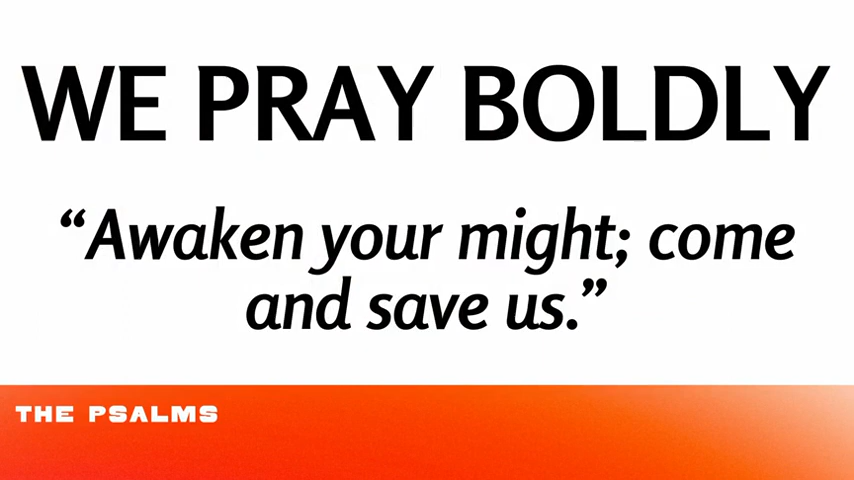 WE PRAY BOLDLY
“Awaken your might; come
and save us.”
THE PSALMS